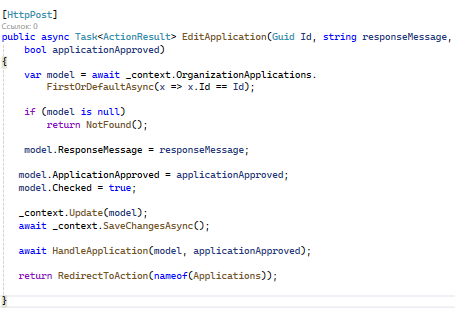 [HttpPost]
Ссылок: 0
public async Task<ActionResult> EditApplication(Guid Id, string responseMessage,
bool applicationApproved)
{
var model = await _context.OrganizationApplications.
FirstOrDefaultAsync(x => x.Id == Id);
if (model is null)
return NotFound();
model.ResponseMessage = responseMessage;
model.ApplicationApproved = applicationApproved;
model.Checked = true;
_context.Update(model);
await _context.SaveChangesAsync();
await HandleApplication(model, applicationApproved);
return RedirectToAction(nameof(Applications));
}